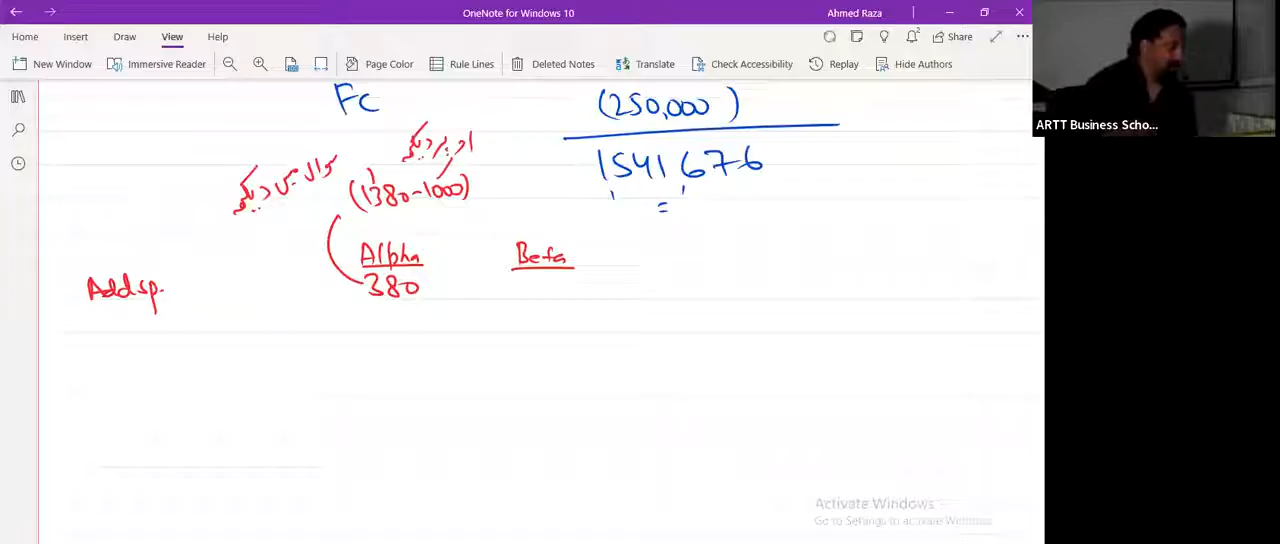 OneNote for Windows 10
Ahmed Raza
Home Insert Draw View Help
Share
New Window Immersive Reader Page Color Rule Lines Deleted Notes Translate Check Accessibility Replay Hide Authors
ARTT Business Scho...
FC (250,000)
1541676
=
(1380-1000)
Alpha Beta
Add sp. 380
Activate Windows
Go to Settings to activate Windows.